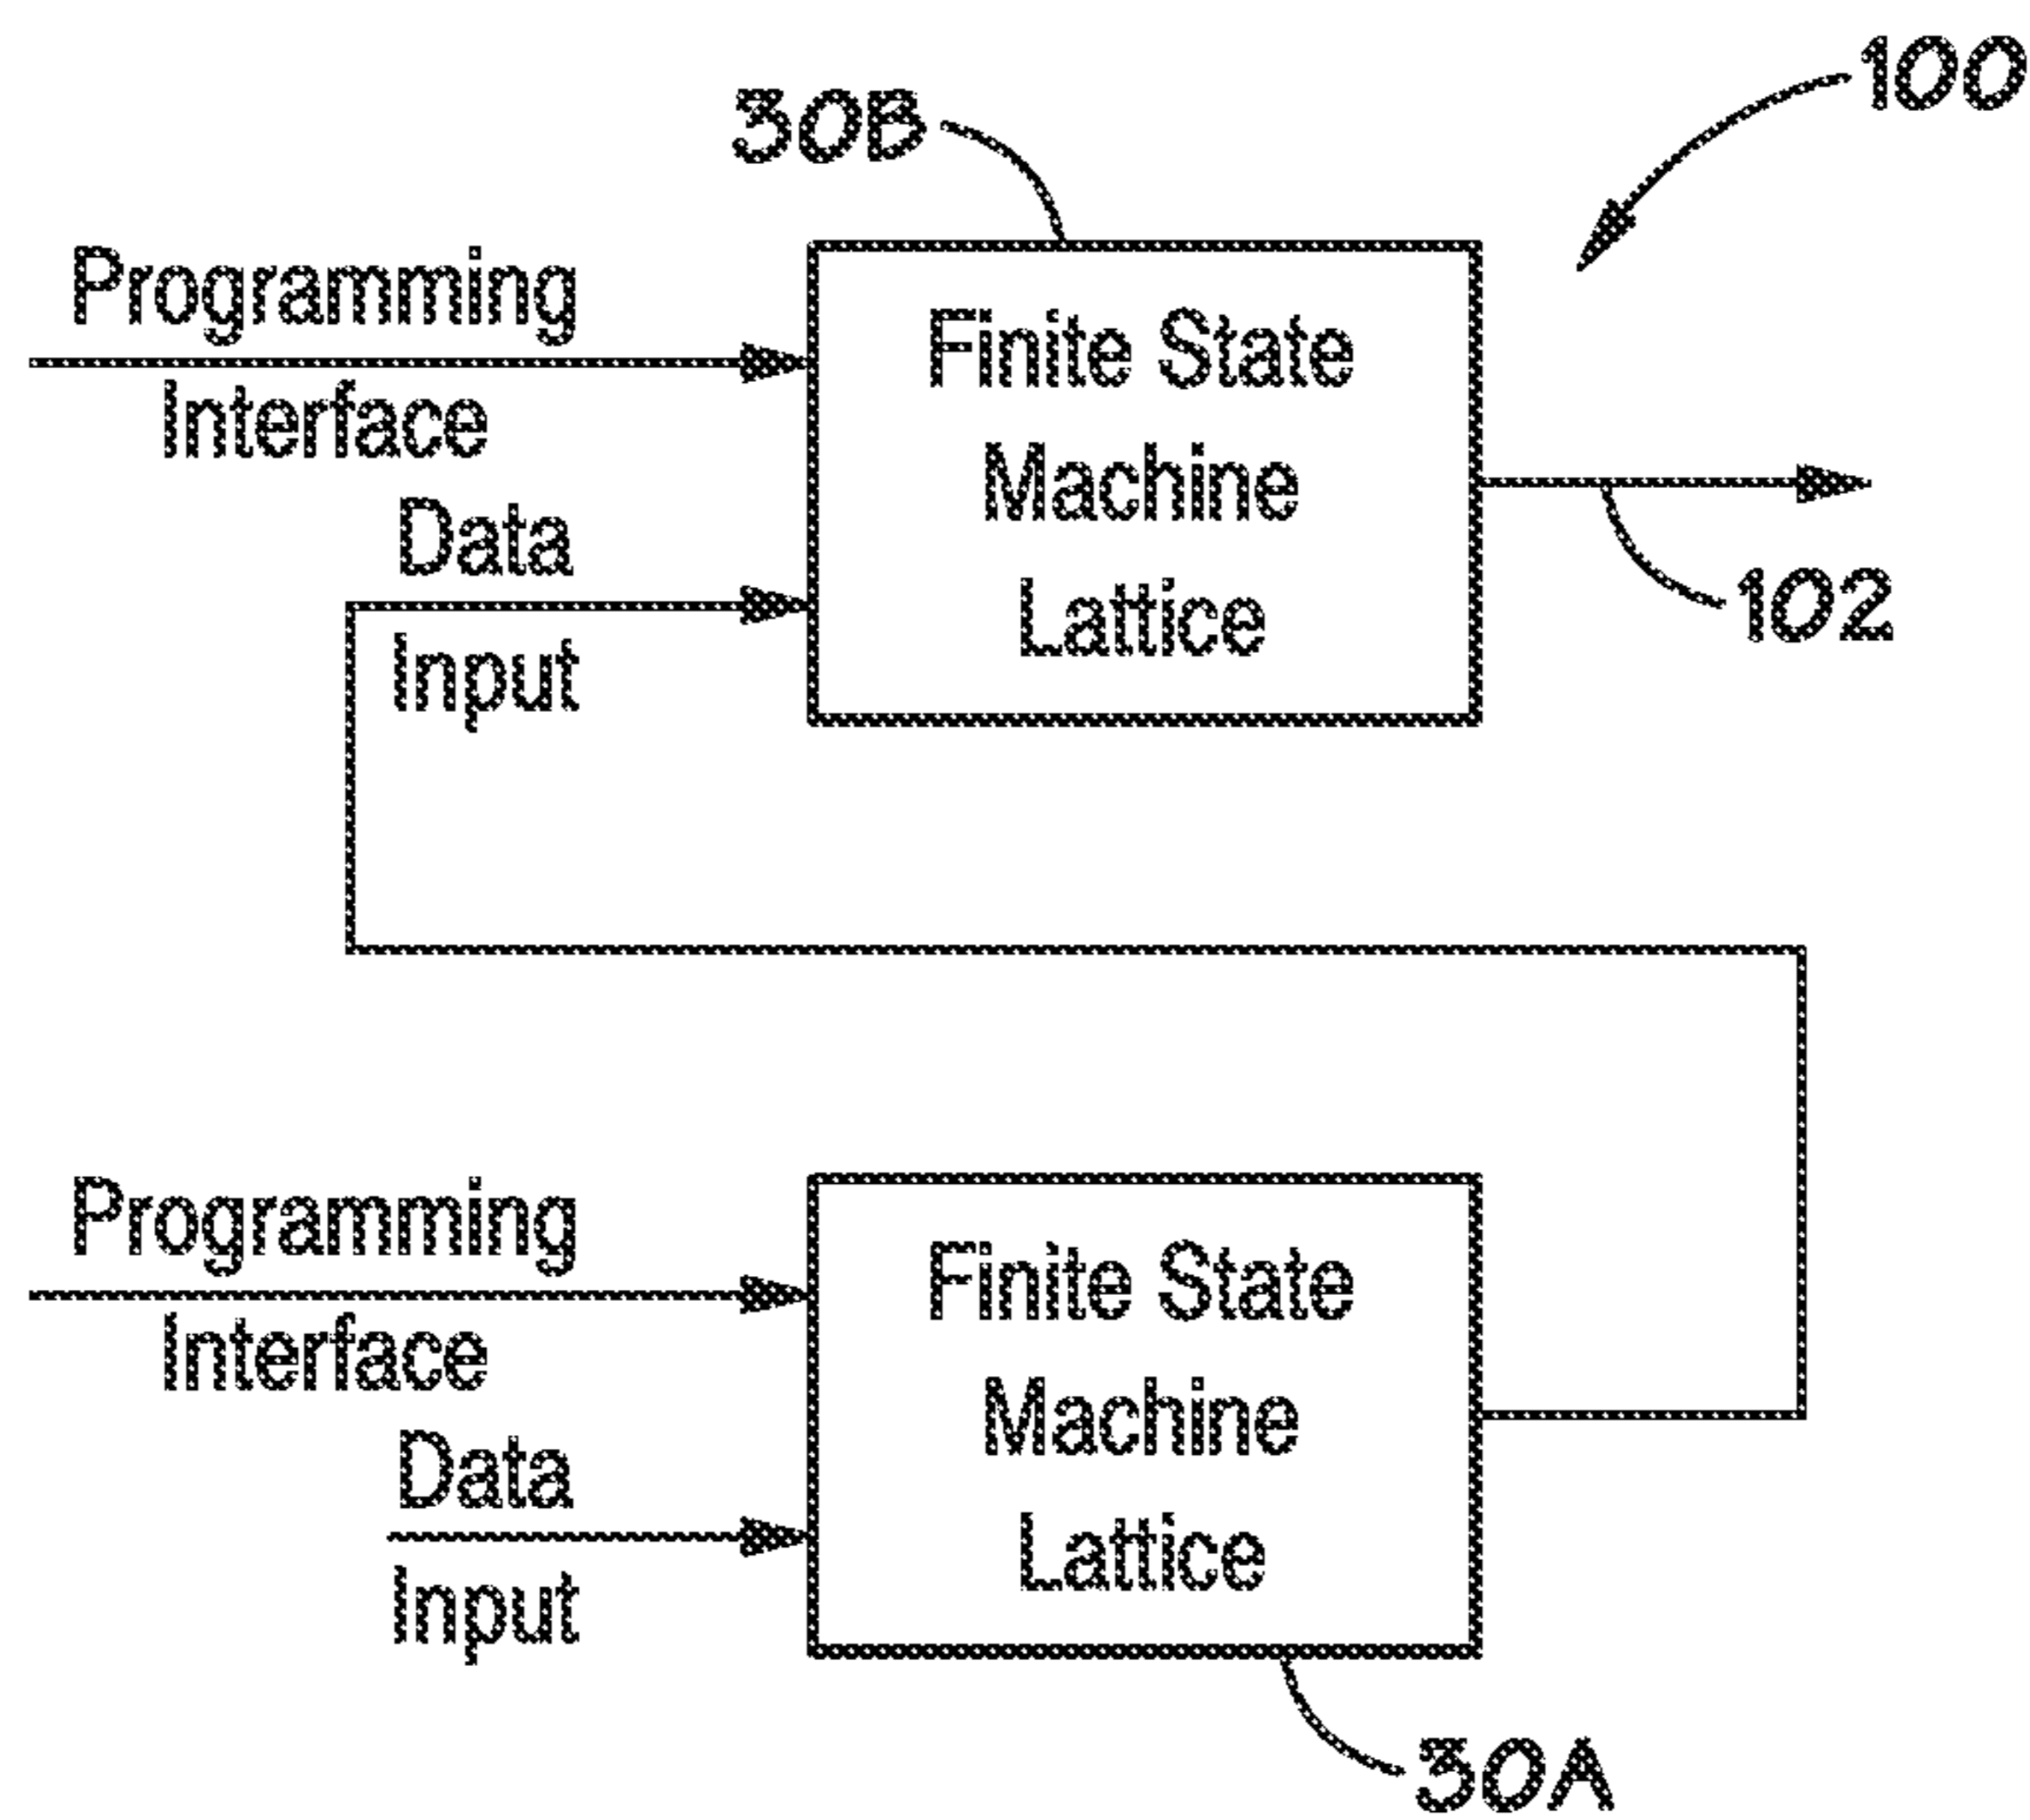 100
30B
Programming
Interface
Data
Input
Finite State
Machine
Lattice
102
Programming
Interface
Data
Input
Finite State
Machine
Lattice
30A